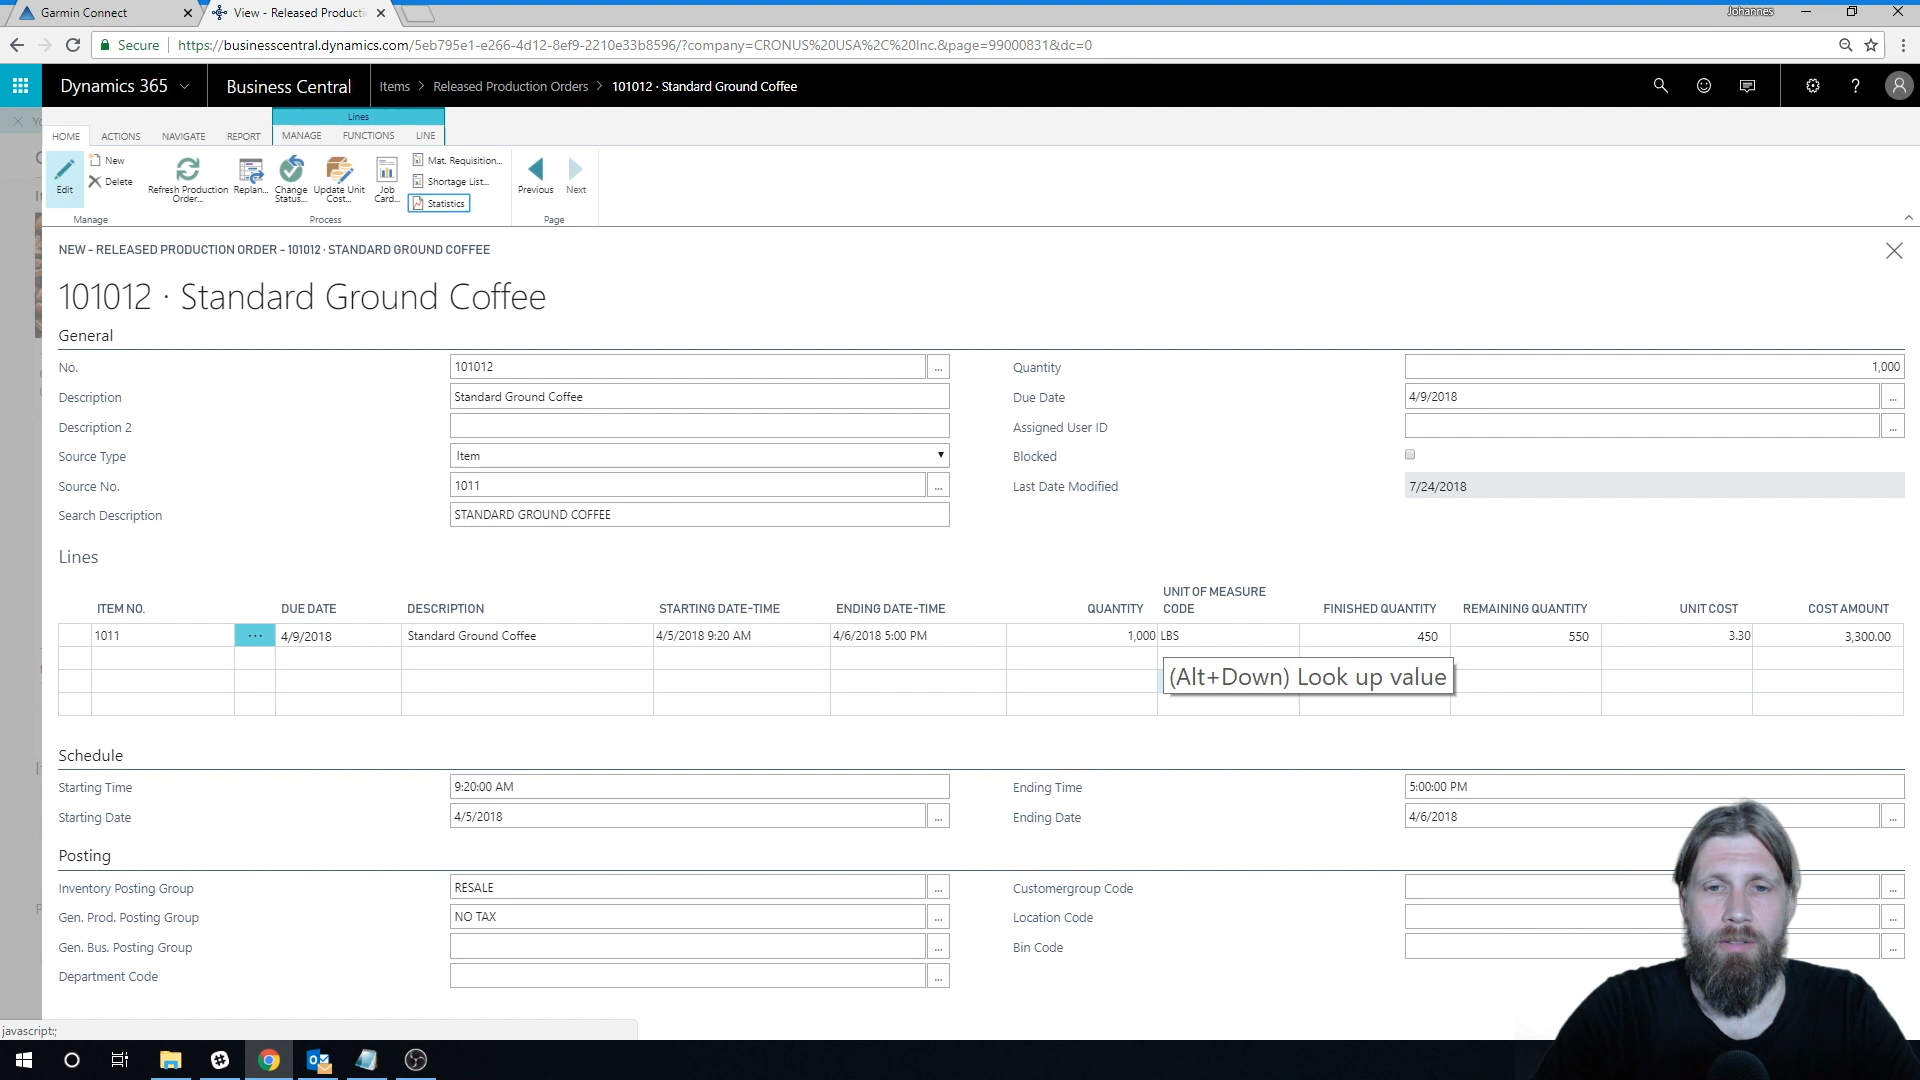 Garmin Connect
View - Released Producti
Johannes
Secure
https://businesscentral.dynamics.com/5eb795e1-e266-4d12-8ef9-2210e33b8596/?company=CRONUS%20USA%2C%20Inc.&page=99000831&dc=0
Dynamics 365
Business Central
Items > Released Production Orders > 101012 · Standard Ground Coffee
Lines
HOME ACTIONS NAVIGATE REPORT MANAGE FUNCTIONS LINE
Edit
New
Delete
Refresh Production Order...
Replan...
Change Status...
Update Unit Cost...
Job Card...
Mat. Requisition...
Shortage List...
Statistics
Previous
Next
Manage
Process
Page
NEW - RELEASED PRODUCTION ORDER - 101012 · STANDARD GROUND COFFEE
101012 · Standard Ground Coffee
General
No. 101012 ...
Quantity 1,000
Description Standard Ground Coffee
Due Date 4/9/2018 ...
Description 2
Assigned User ID ...
Source Type Item
Blocked
Source No. 1011 ...
Last Date Modified 7/24/2018
Search Description STANDARD GROUND COFFEE
Lines
ITEM NO. DUE DATE DESCRIPTION STARTING DATE-TIME ENDING DATE-TIME QUANTITY UNIT OF MEASURE CODE FINISHED QUANTITY REMAINING QUANTITY UNIT COST COST AMOUNT
1011 ... 4/9/2018 Standard Ground Coffee 4/5/2018 9:20 AM 4/6/2018 5:00 PM 1,000 LBS 450 550 3.30 3,300.00
(Alt+Down) Look up value
Schedule
Starting Time 9:20:00 AM
Ending Time 5:00:00 PM
Starting Date 4/5/2018 ...
Ending Date 4/6/2018 ...
Posting
Inventory Posting Group RESALE ...
Customergroup Code ...
Gen. Prod. Posting Group NO TAX ...
Location Code ...
Gen. Bus. Posting Group ...
Bin Code ...
Department Code ...
javascript:;